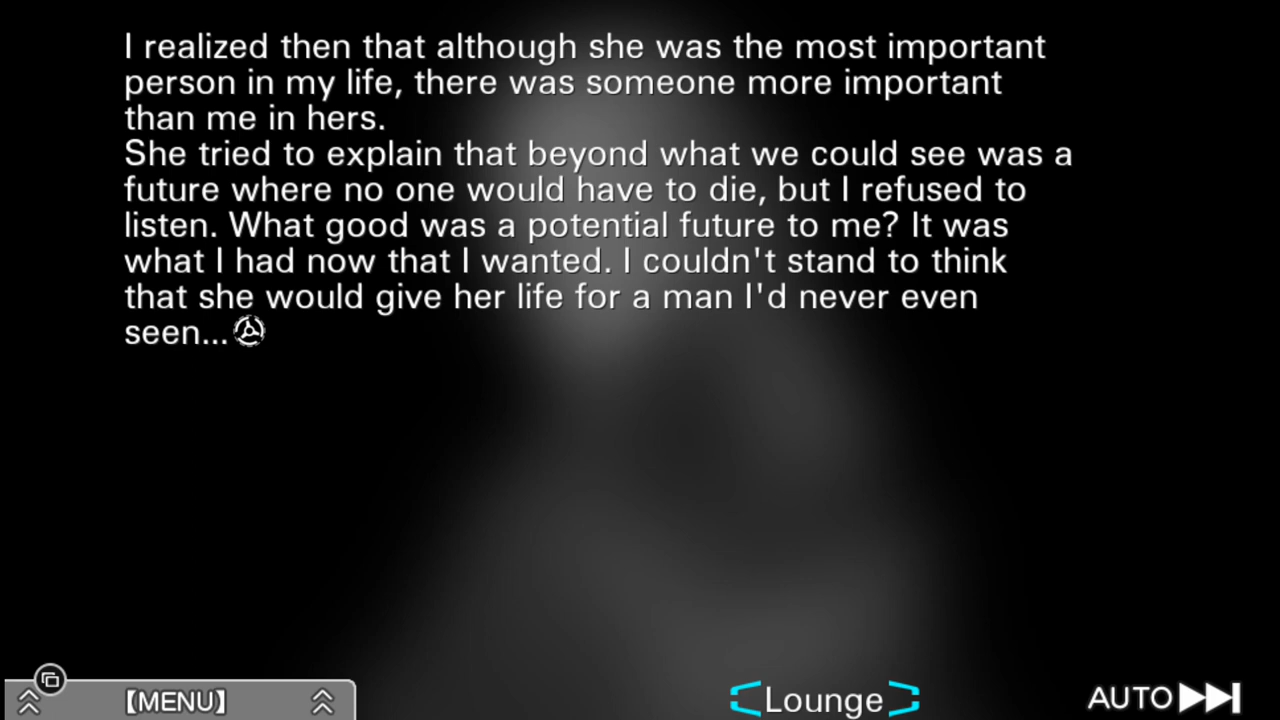 I realized then that although she was the most important
person in my life, there was someone more important
than me in hers.
She tried to explain that beyond what we could see was a
future where no one would have to die, but I refused to
listen. What good was a potential future to me? It was
what I had now that I wanted. I couldn't stand to think
that she would give her life for a man I'd never even
seen...
【MENU】
Lounge
AUTO